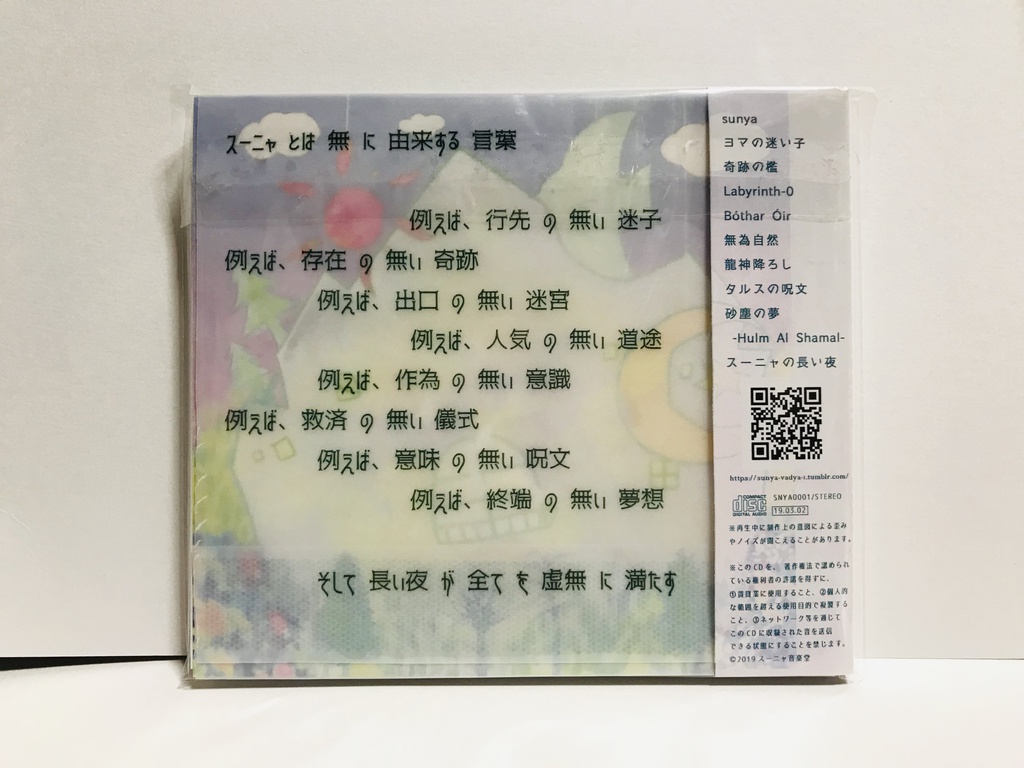 スーニャ とは 無 に 由来する 言葉
例えば、行先 の 無い 迷子
例えば、存在 の 無い 奇跡
例えば、出口 の 無い 迷宮
例えば、人気 の 無い 道途
例えば、作為 の 無い 意識
例えば、救済 の 無い 儀式
例えば、意味 の 無い 呪文
例えば、終端 の 無い 夢想
そして 長い夜 が 全て を 虚無 に 満たす
sunya
ヨマの迷い子
奇跡の檻
Labyrinth-0
Bóthar Óir
無為自然
龍神降ろし
タルスの呪文
砂塵の夢
-Hulm Al Shamal-
スーニャの長い夜
https://sunya-vadya-1.tumblr.com/
COMPACT
disc
DIGITAL AUDIO
SNYA0001/STEREO
19.03.02
※再生中に制作上の意図による歪み
やノイズが聞こえることがあります。
※このCDを、著作権法で認められ
ている権利者の許諾を得ずに、
①賃貸業に使用すること、②個人的
な範囲を超える使用目的で複製する
こと、③ネットワーク等を通じて
このCDに収録された音を送信
できる状態にすることを禁じます。
©2019 スーニャ音楽堂